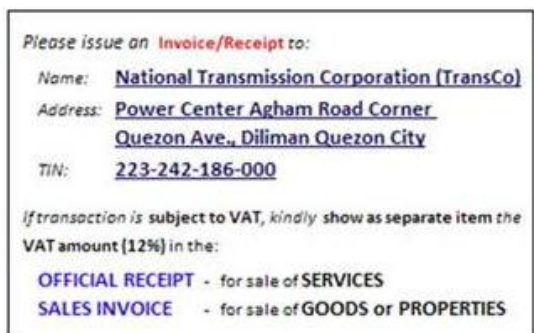 Please issue an Invoice/Receipt to:
Name: National Transmission Corporation (TransCo)
Address: Power Center Agham Road Corner
Quezon Ave., Diliman Quezon City
TIN: 223-242-186-000
If transaction is subject to VAT, kindly show as separate item the
VAT amount (12%) in the:
OFFICIAL RECEIPT - for sale of SERVICES
SALES INVOICE - for sale of GOODS or PROPERTIES